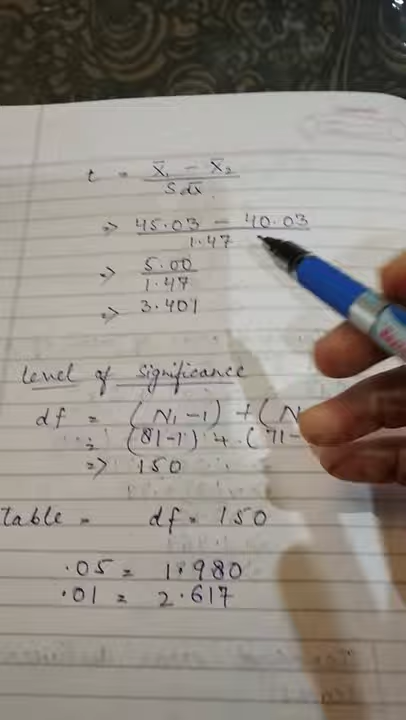 t = X̄₁ - X̄₂ / Sdx̄
=> 45.03 - 40.03 / 1.47
=> 5.00 / 1.47
=> 3.401
Level of Significance
df = (N₁-1) + (N
= (81-1) + (71-
=> 150
table = df = 150
.05 = 1.980
.01 = 2.617